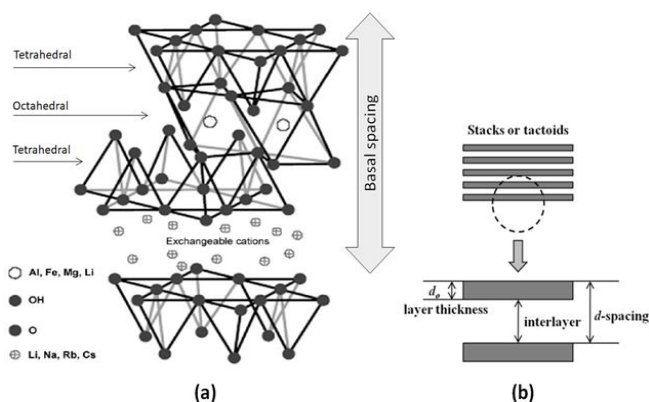 Tetrahedral
Octahedral
Tetrahedral
Exchangeable cations
Al, Fe, Mg, Li
OH
O
Li, Na, Rb, Cs
Basal spacing
(a)
Stacks or tactoids
do
layer thickness
interlayer
d-spacing
(b)